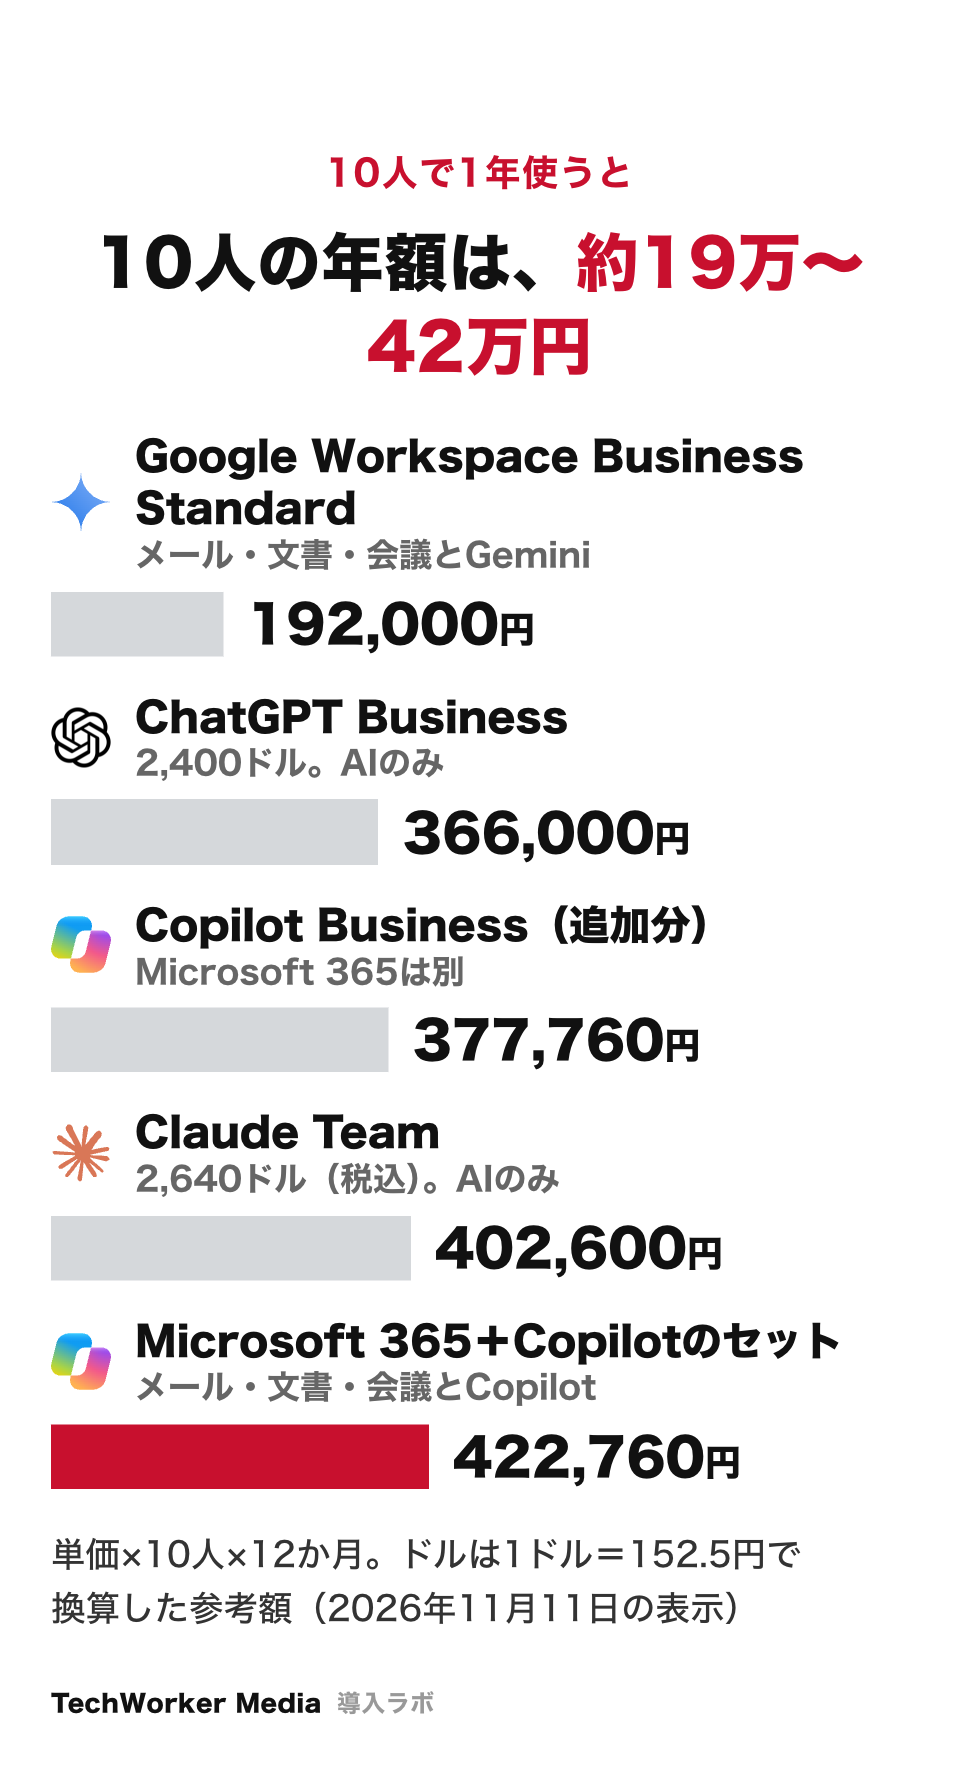 10人で1年使うと
10人の年額は、約19万〜
42万円
Google Workspace Business
Standard
メール・文書・会議とGemini
192,000円
ChatGPT Business
2,400ドル。AIのみ
366,000円
Copilot Business（追加分）
Microsoft 365は別
377,760円
Claude Team
2,640ドル（税込）。AIのみ
402,600円
Microsoft 365＋Copilotのセット
メール・文書・会議とCopilot
422,760円
単価×10人×12か月。ドルは1ドル＝152.5円で
換算した参考額（2026年11月11日の表示）
TechWorker Media 導入ラボ